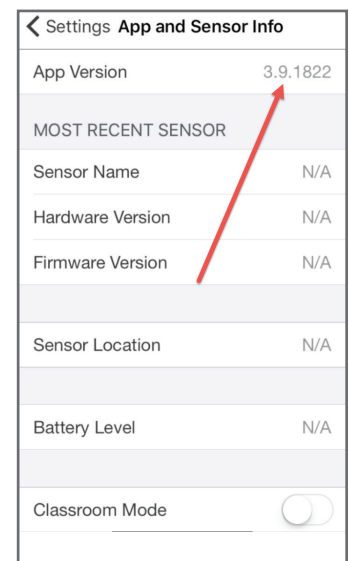 Settings App and Sensor Info
App Version 3.9.1822
MOST RECENT SENSOR
Sensor Name N/A
Hardware Version N/A
Firmware Version N/A
Sensor Location N/A
Battery Level N/A
Classroom Mode